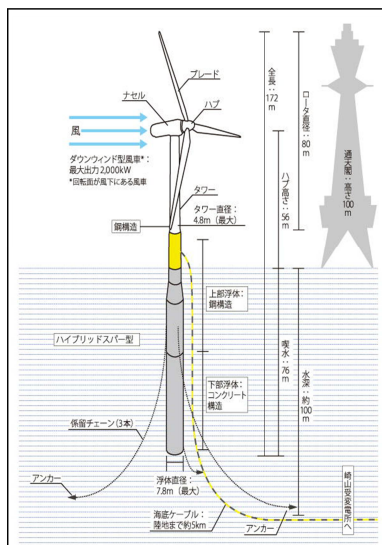 ブレード
ナセル
ハブ
風
ダウンウィンド型風車*：
最大出力2,000kW
*回転面が風下にある風車
タワー
タワー直径：
4.8m（最大）
鋼構造
全長：172m
ロータ直径：80m
ハブ高さ：56m
通天閣：高さ100m
上部浮体：
鋼構造
ハイブリッドスパー型
下部浮体：
コンクリート
構造
喫水：76m
水深：約100m
係留チェーン（3本）
アンカー
浮体直径：
7.8m（最大）
海底ケーブル：
陸地まで約5km
アンカー
崎山受変電所へ